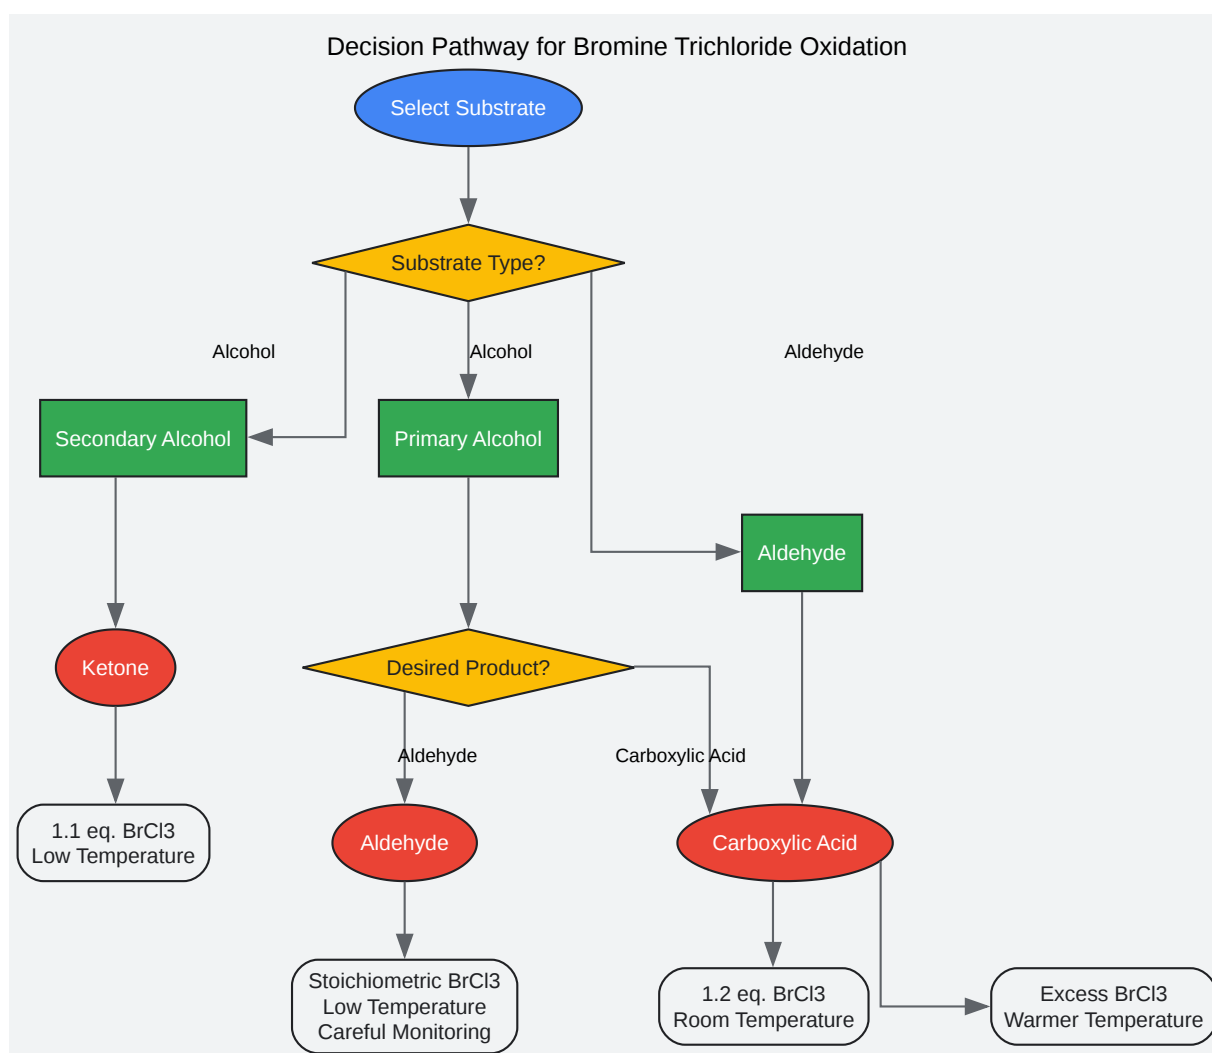 Decision Pathway for Bromine Trichloride Oxidation
Select Substrate
Substrate Type?
Alcohol
Alcohol
Aldehyde
Secondary Alcohol
Primary Alcohol
Aldehyde
Ketone
Desired Product?
Aldehyde
Carboxylic Acid
1.1 eq. BrCl3
Low Temperature
Aldehyde
Carboxylic Acid
Stoichiometric BrCl3
Low Temperature
Careful Monitoring
1.2 eq. BrCl3
Room Temperature
Excess BrCl3
Warmer Temperature